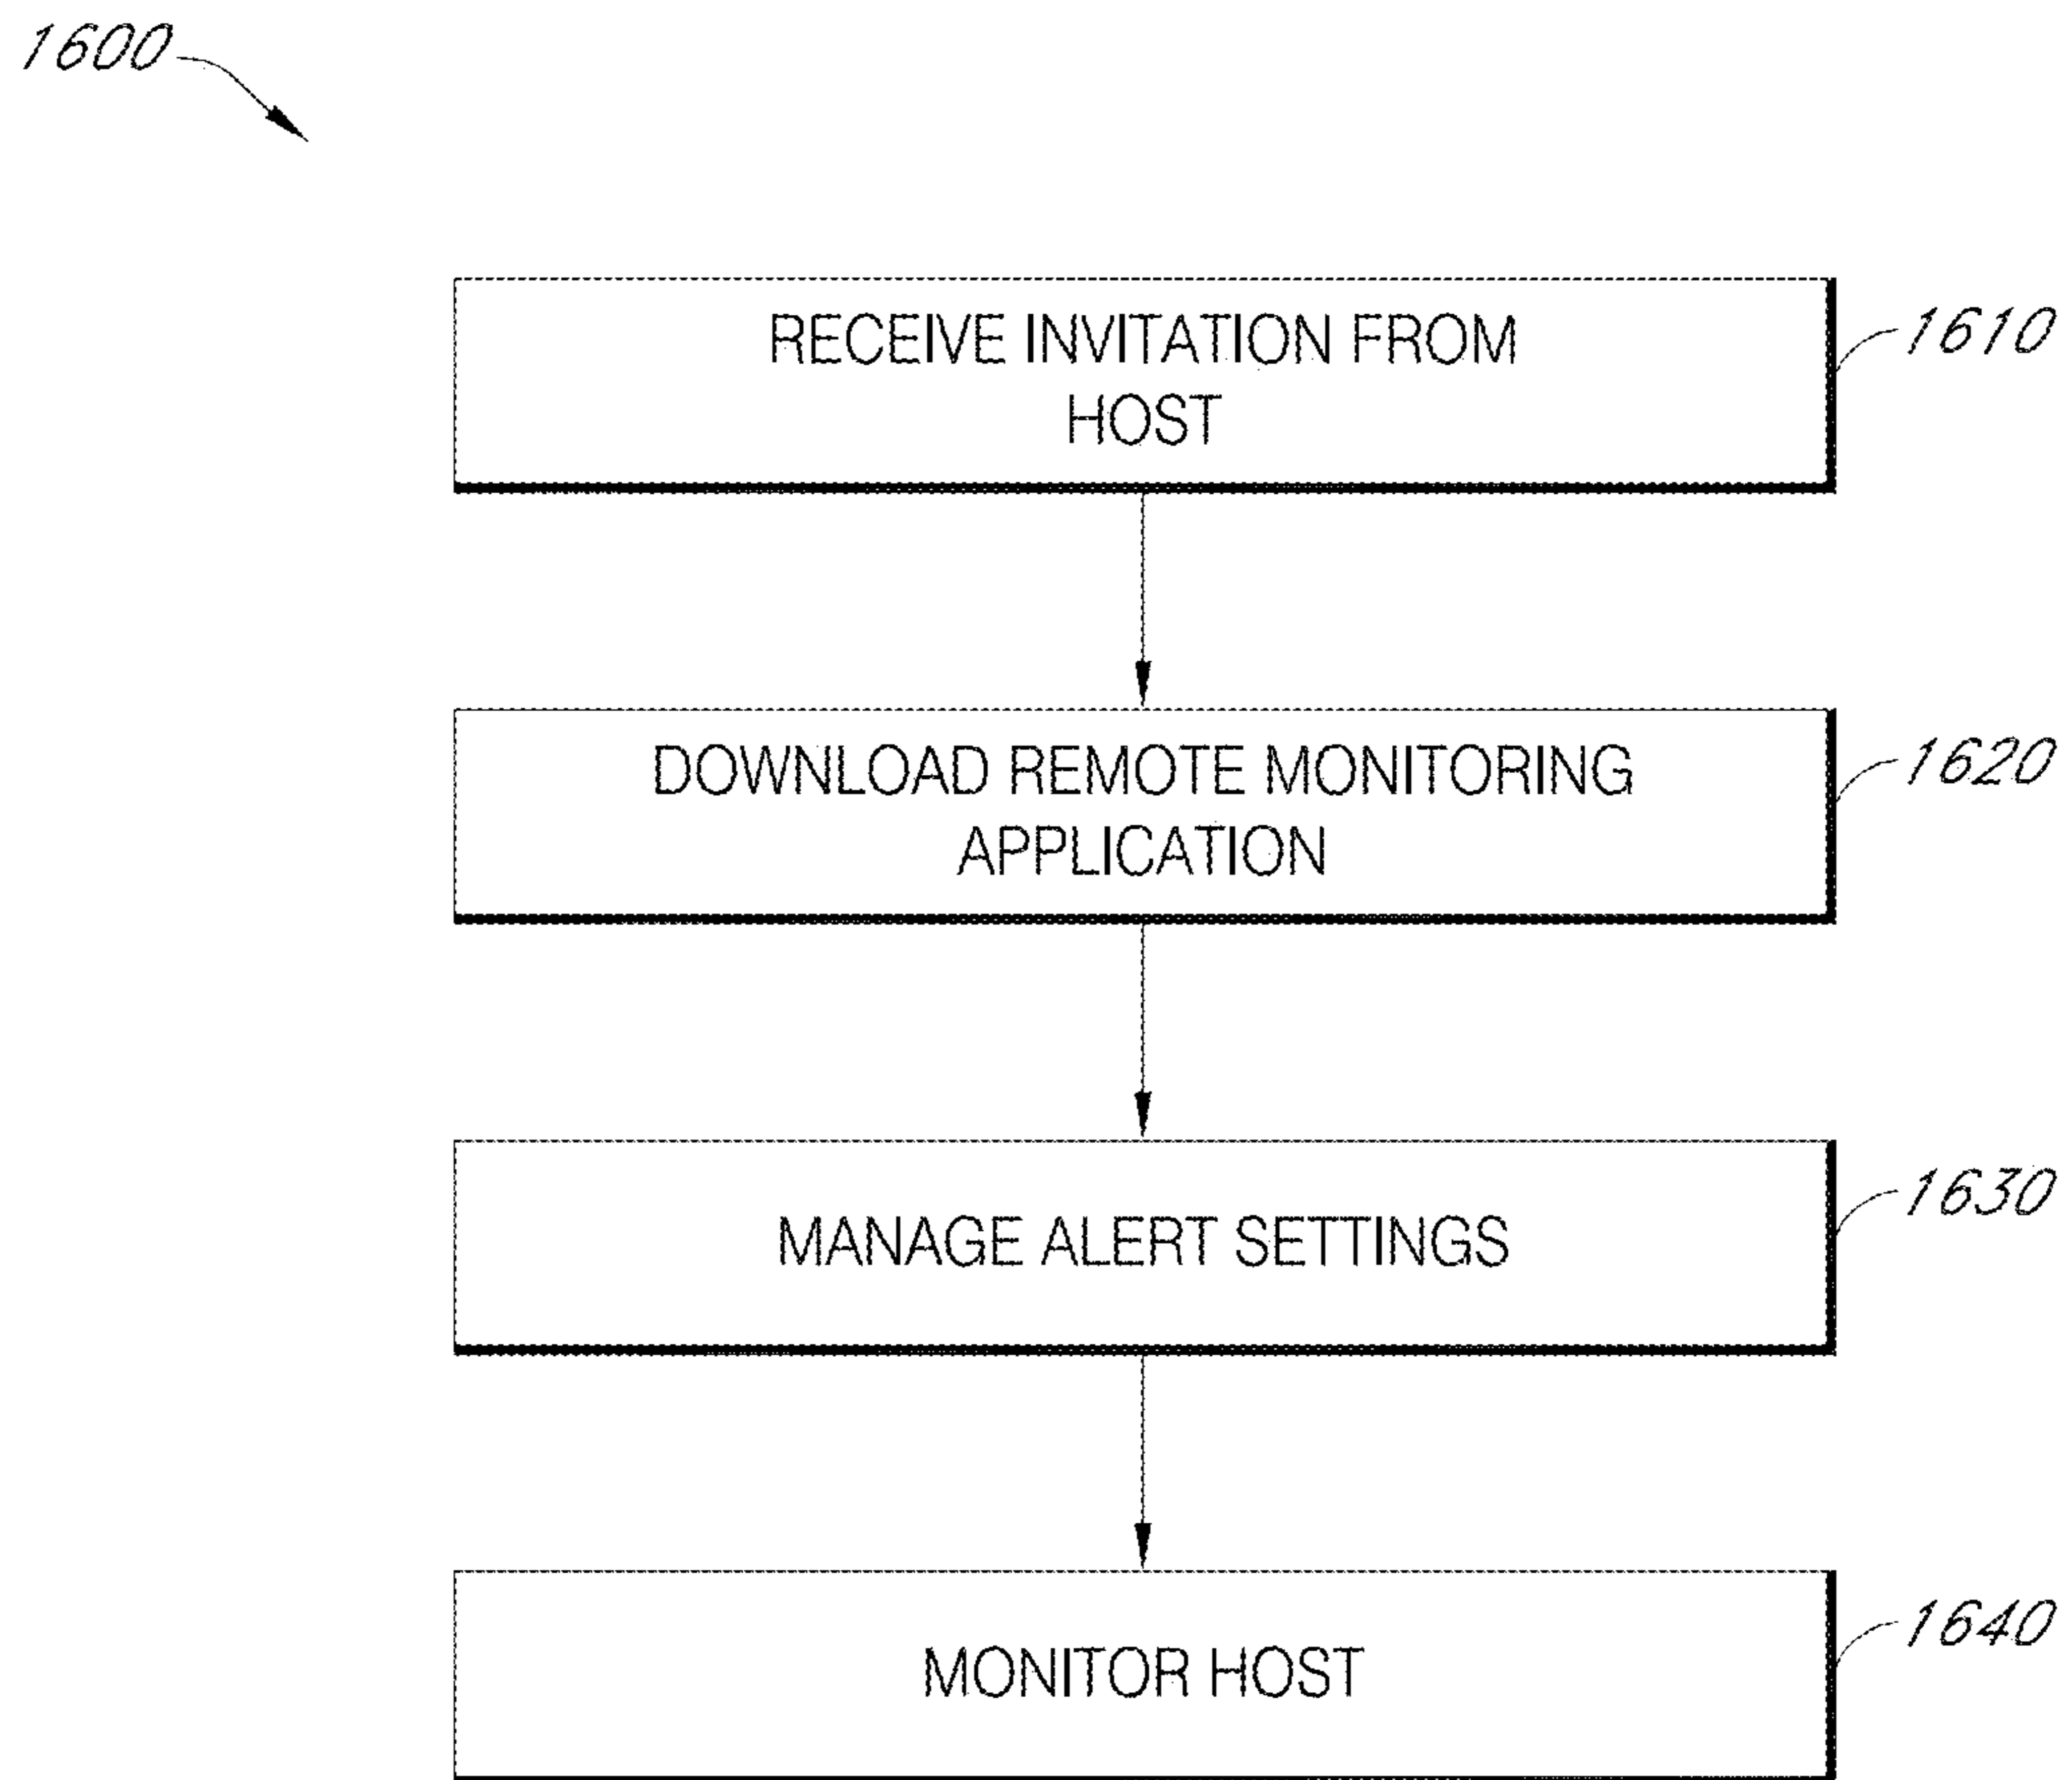 1600
RECEIVE INVITATION FROM
HOST
1610
DOWNLOAD REMOTE MONITORING
APPLICATION
1620
MANAGE ALERT SETTINGS
1630
MONITOR HOST
1640